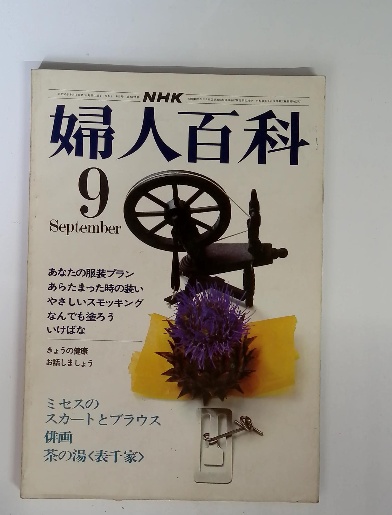 NHK
婦人百科
9
September
あなたの服装プラン
あらたまった時の装い
やさしいスモッキング
なんでも塗ろう
いけばな
きょうの健康
お話しましょう
ミセスの
スカートとブラウス
俳画
茶の湯〈表千家〉